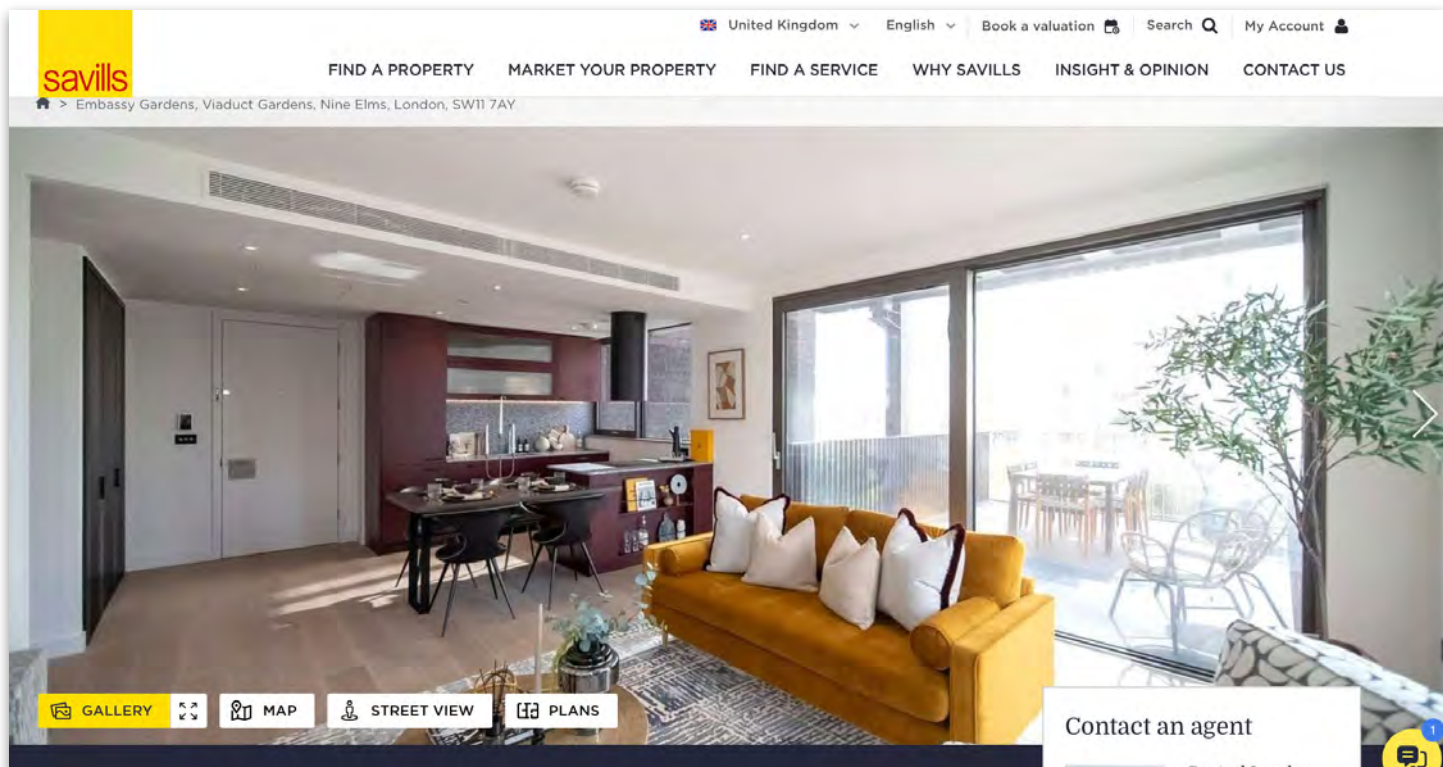 United Kingdom English Book a valuation Search My Account
savills
FIND A PROPERTY MARKET YOUR PROPERTY FIND A SERVICE WHY SAVILLS INSIGHT & OPINION CONTACT US
> Embassy Gardens, Viaduct Gardens, Nine Elms, London, SW11 7AY
GALLERY MAP STREET VIEW PLANS
Contact an agent
1